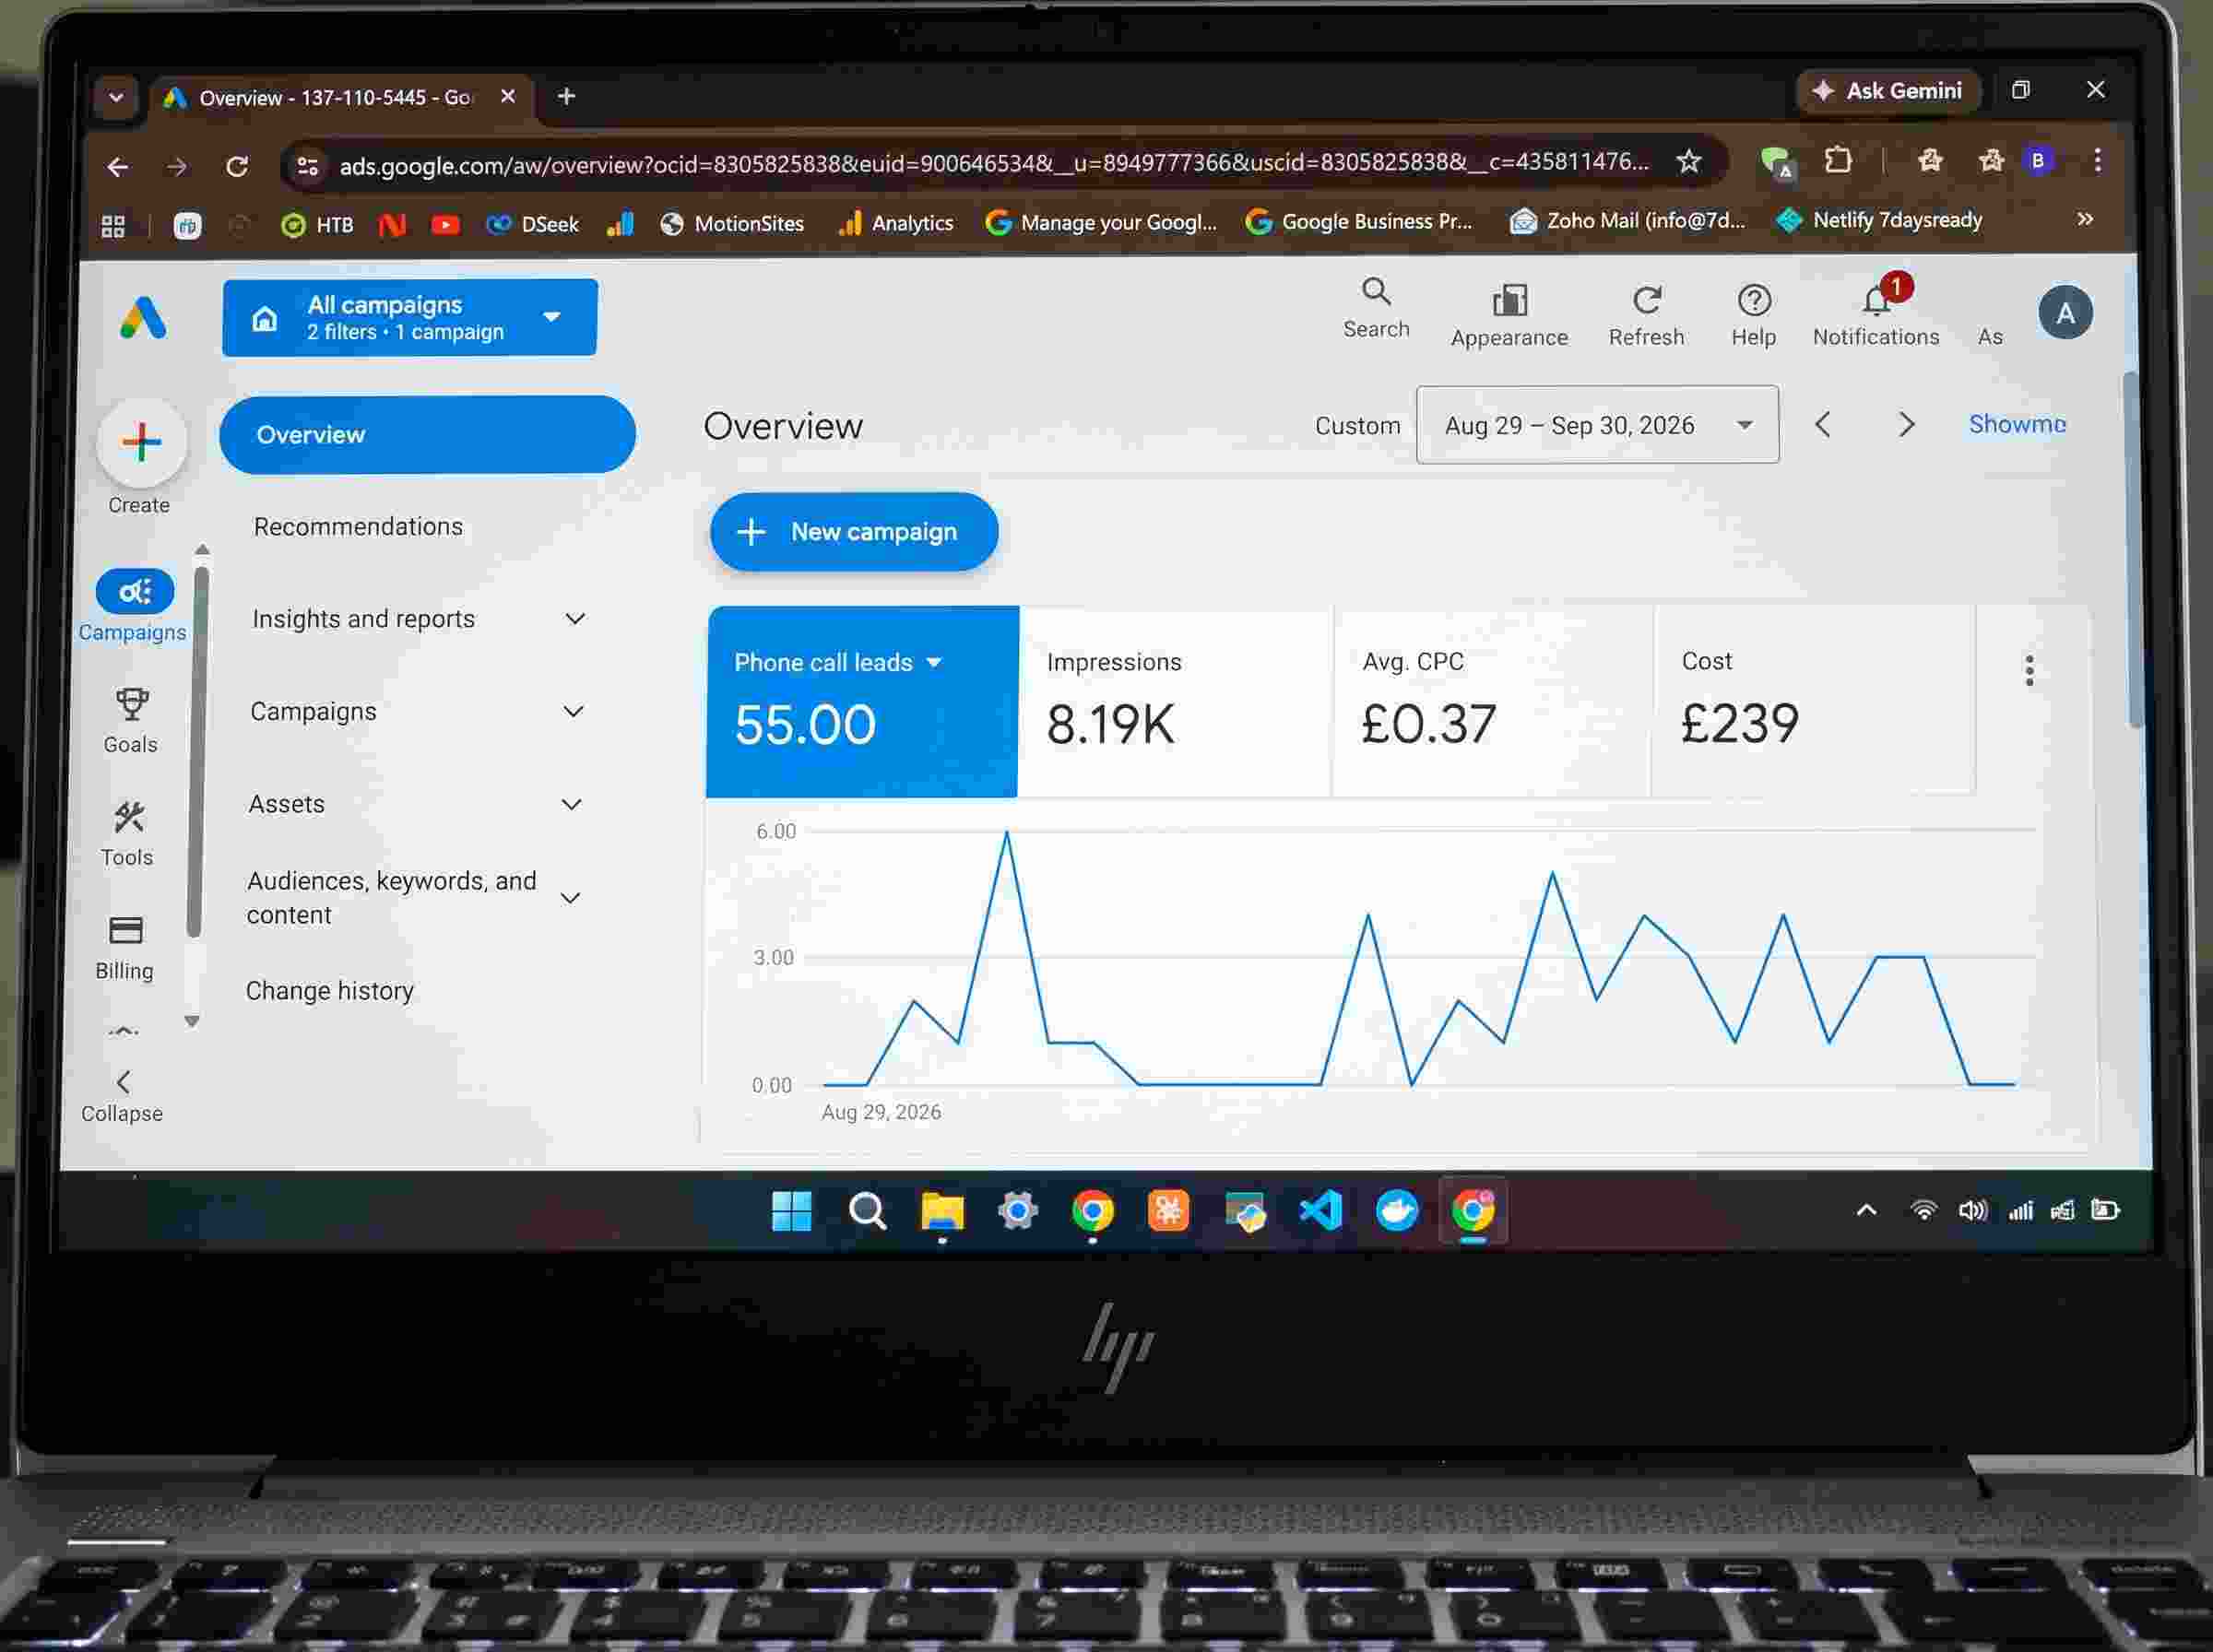 Overview - 137-110-5445 - Go
Ask Gemini
ads.google.com/aw/overview?ocid=8305825838&euid=900646534&__u=8949777366&uscid=8305825838&__c=435811476...
B
HTB
DSeek
MotionSites
Analytics
Manage your Googl...
Google Business Pr...
Zoho Mail (info@7d...
Netlify 7daysready
All campaigns
2 filters • 1 campaign
Search
Appearance
Refresh
Help
1
Notifications
As
A
Create
Campaigns
Goals
Tools
Billing
Collapse
Overview
Recommendations
Insights and reports
Campaigns
Assets
Audiences, keywords, and
content
Change history
Overview
Custom
Aug 29 – Sep 30, 2026
Show
New campaign
Phone call leads
55.00
Impressions
8.19K
Avg. CPC
£0.37
Cost
£239
6.00
3.00
0.00
Aug 29, 2026
hp